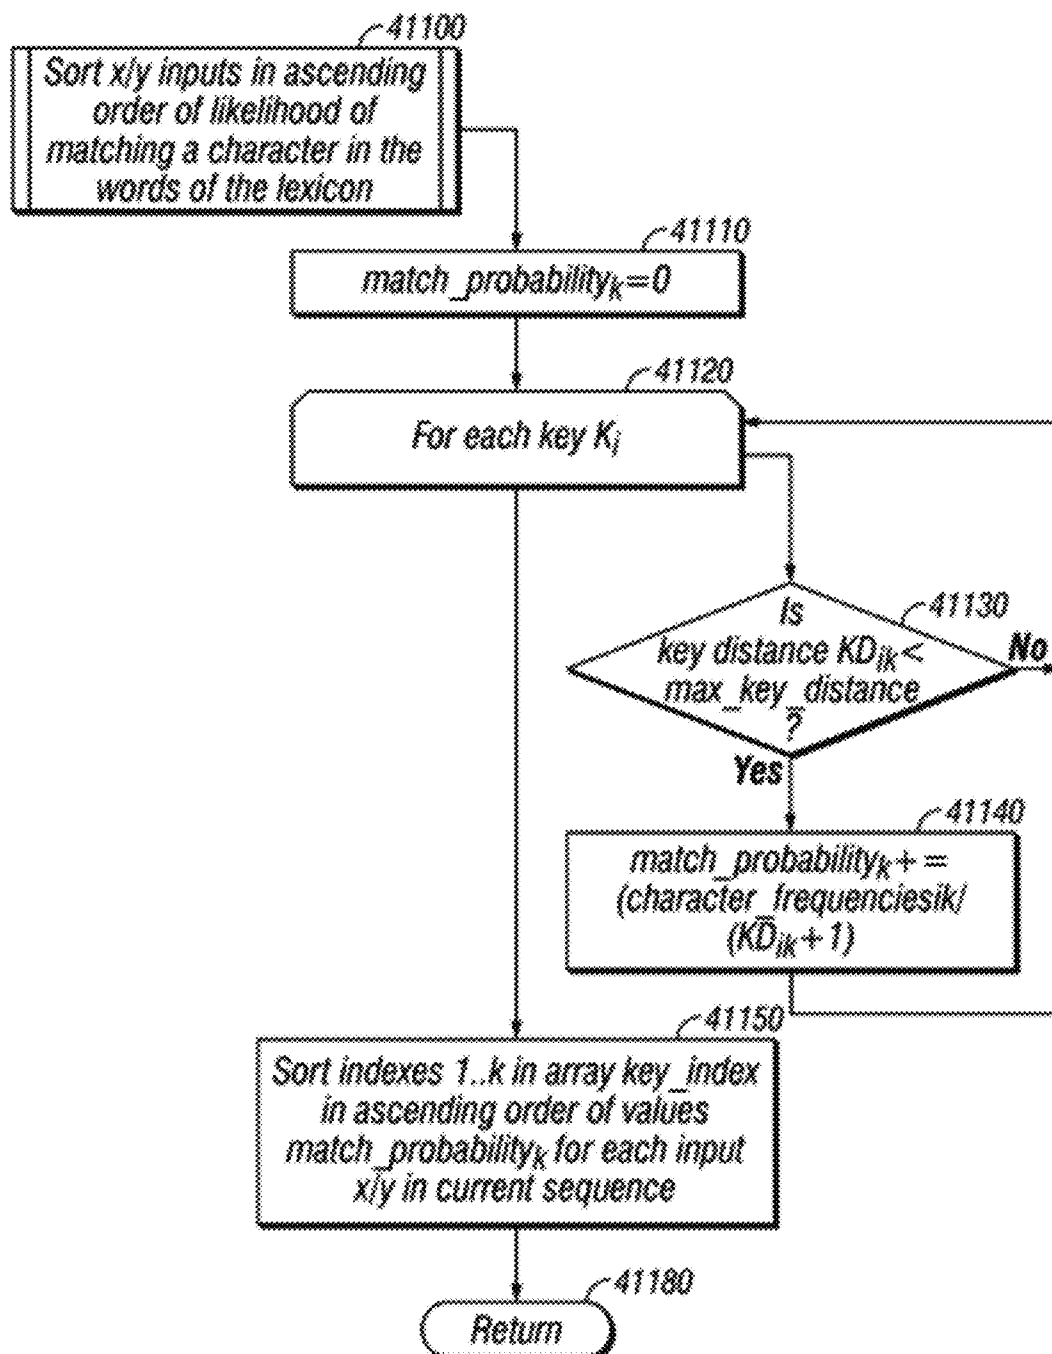 41100
Sort x/y inputs in ascending
order of likelihood of
matching a character in the
words of the lexicon
41110
match_probabilityk=0
41120
For each key Ki
41130
Is
key distance KDik<
max_key_distance
?
No
Yes
41140
match_probabilityk+=
(character_frequenciesik/
(KDik+1)
41150
Sort indexes 1..k in array key_index
in ascending order of values
match_probabilityk for each input
x/y in current sequence
41180
Return